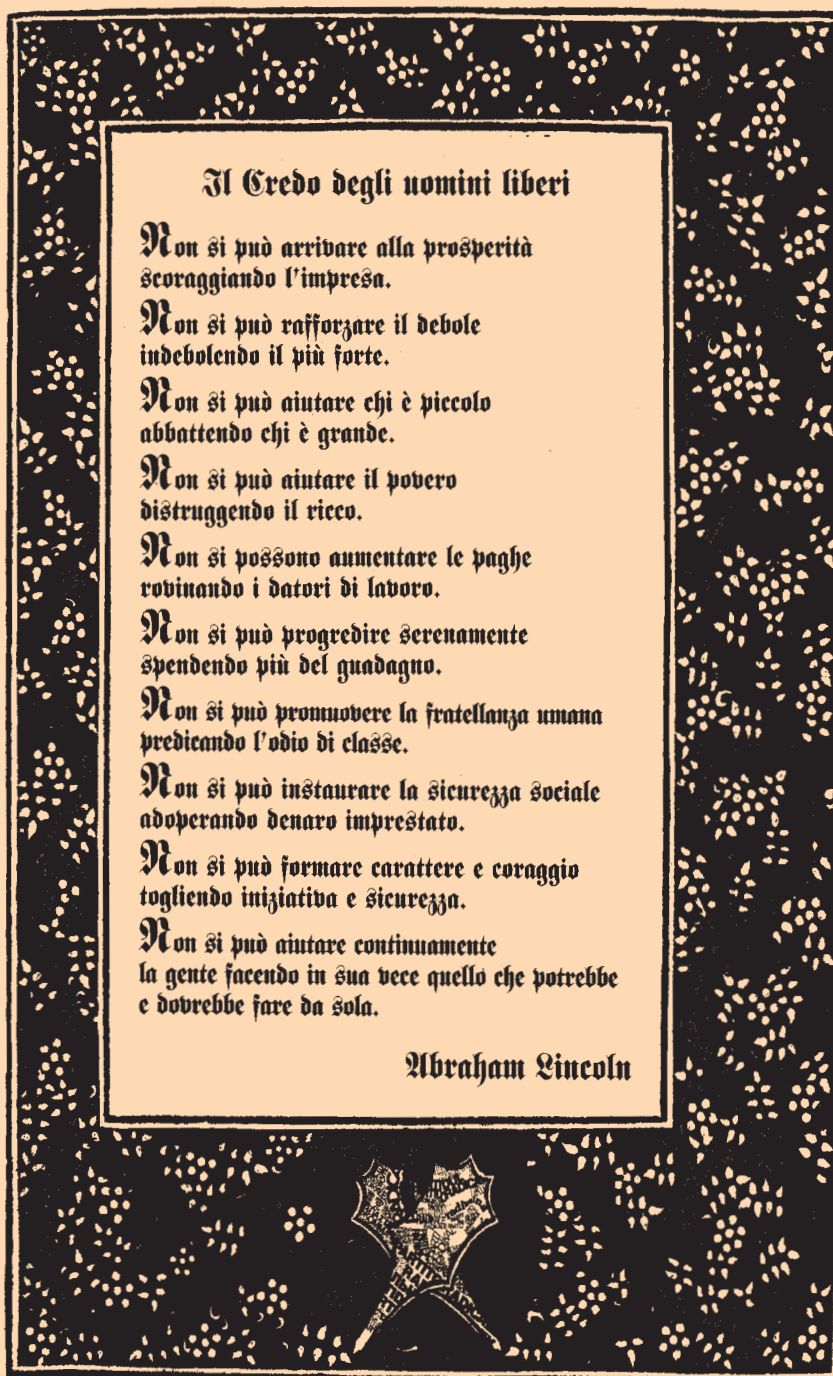 Il Credo degli uomini liberi
Non si può arrivare alla prosperità
scoraggiando l'impresa.
Non si può rafforzare il debole
indebolendo il più forte.
Non si può aiutare chi è piccolo
abbattendo chi è grande.
Non si può aiutare il povero
distruggendo il ricco.
Non si possono aumentare le paghe
rovinando i datori di lavoro.
Non si può progredire serenamente
spendendo più del guadagno.
Non si può promuovere la fratellanza umana
predicando l'odio di classe.
Non si può instaurare la sicurezza sociale
adoperando denaro imprestato.
Non si può formare carattere e coraggio
togliendo iniziativa e sicurezza.
Non si può aiutare continuamente
la gente facendo in sua vece quello che potrebbe
e dovrebbe fare da sola.
Abraham Lincoln